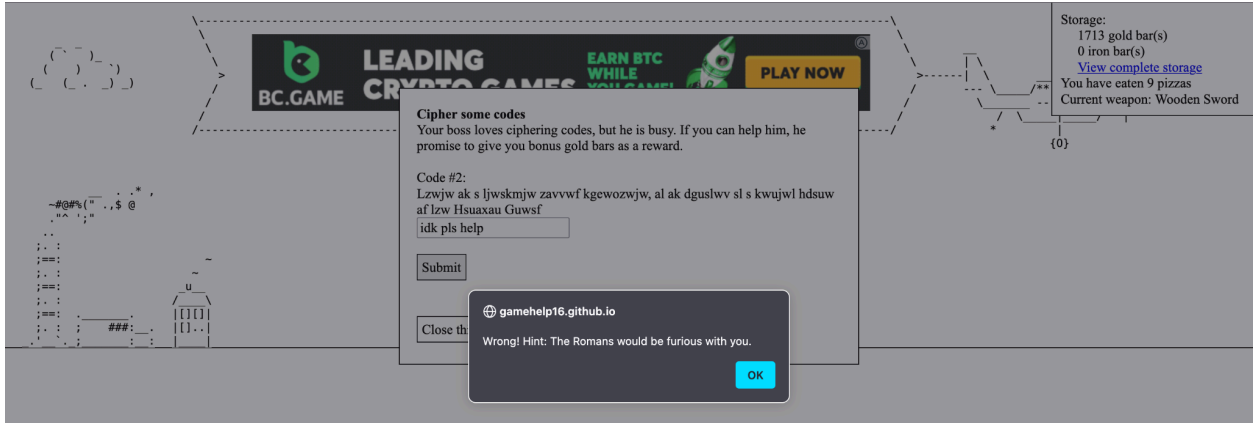 Storage:
1713 gold bar(s)
0 iron bar(s)
View complete storage
You have eaten 9 pizzas
Current weapon: Wooden Sword
BC.GAME
LEADING
CRYPTO GAMES
EARN BTC
WHILE
YOU GAME!
PLAY NOW
Cipher some codes
Your boss loves ciphering codes, but he is busy. If you can help him, he
promise to give you bonus gold bars as a reward.
Code #2:
Lzwjw ak s ljwskmjw zavvwf kgewozwjw, al ak dguslwv sl s kwujwl hdsuw
af lzw Hsuaxau Guwsf
idk pls help
Submit
Close
gamehelp16.github.io
Wrong! Hint: The Romans would be furious with you.
OK